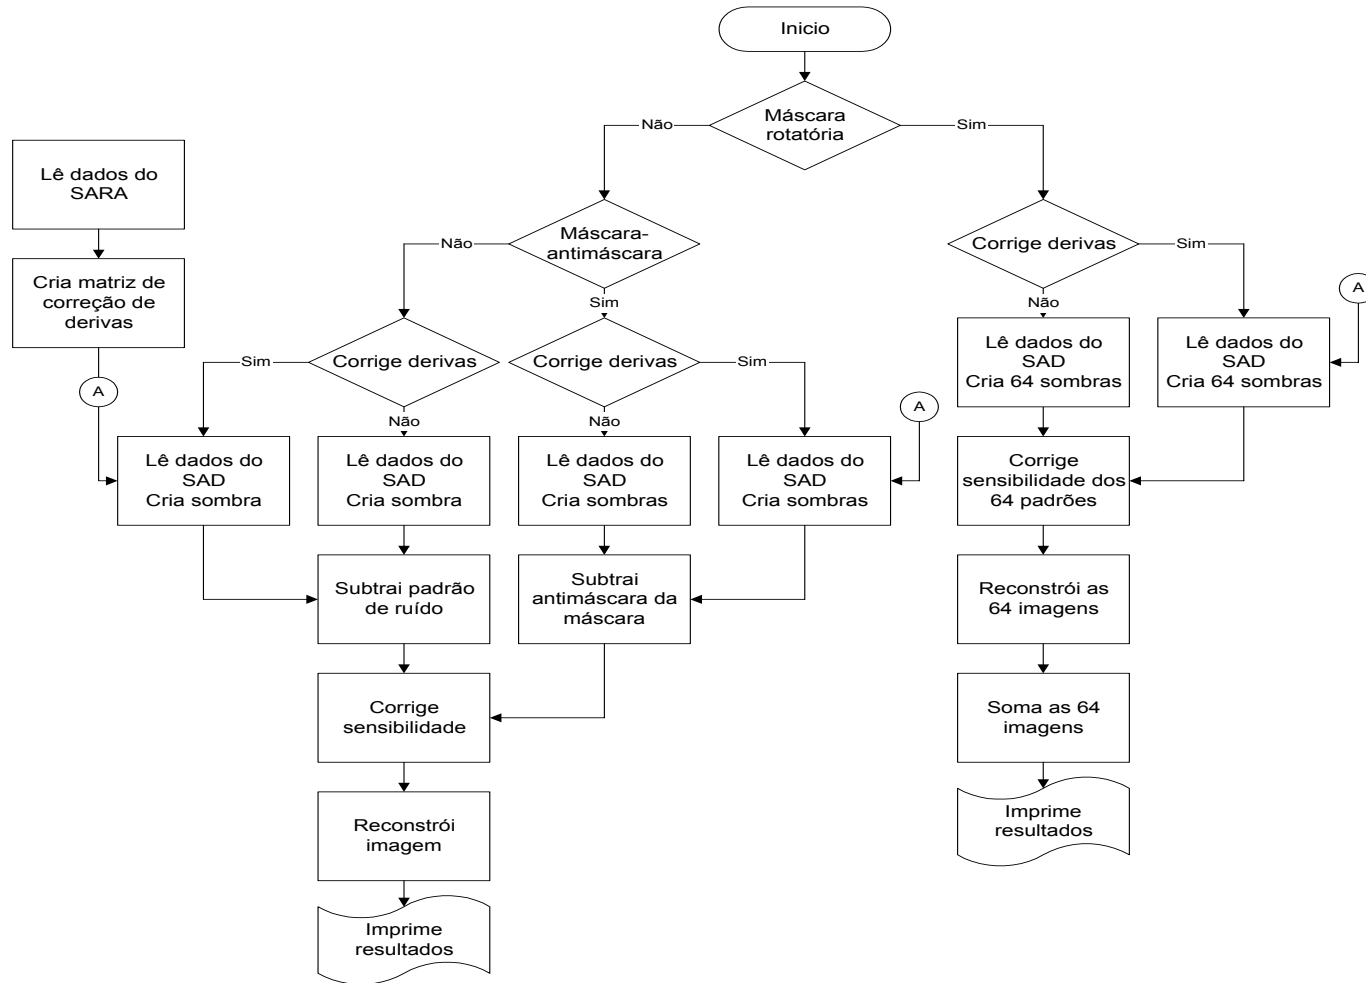 Inicio
Máscara
rotatória
Não
Sim
Lê dados do
SARA
Máscara-
antimáscara
Corrige derivas
Não
Sim
Cria matriz de
correção de
derivas
Sim
Não
A
Corrige derivas
Corrige derivas
Lê dados do
SAD
Cria 64 sombras
Lê dados do
SAD
Cria 64 sombras
Sim
Sim
A
A
Não
Não
Lê dados do
SAD
Cria sombra
Lê dados do
SAD
Cria sombra
Lê dados do
SAD
Cria sombras
Lê dados do
SAD
Cria sombras
Corrige
sensibilidade dos
64 padrões
Subtrai padrão
de ruído
Subtrai
antimáscara da
máscara
Reconstrói as
64 imagens
Corrige
sensibilidade
Soma as 64
imagens
Reconstrói
imagem
Imprime
resultados
Imprime
resultados